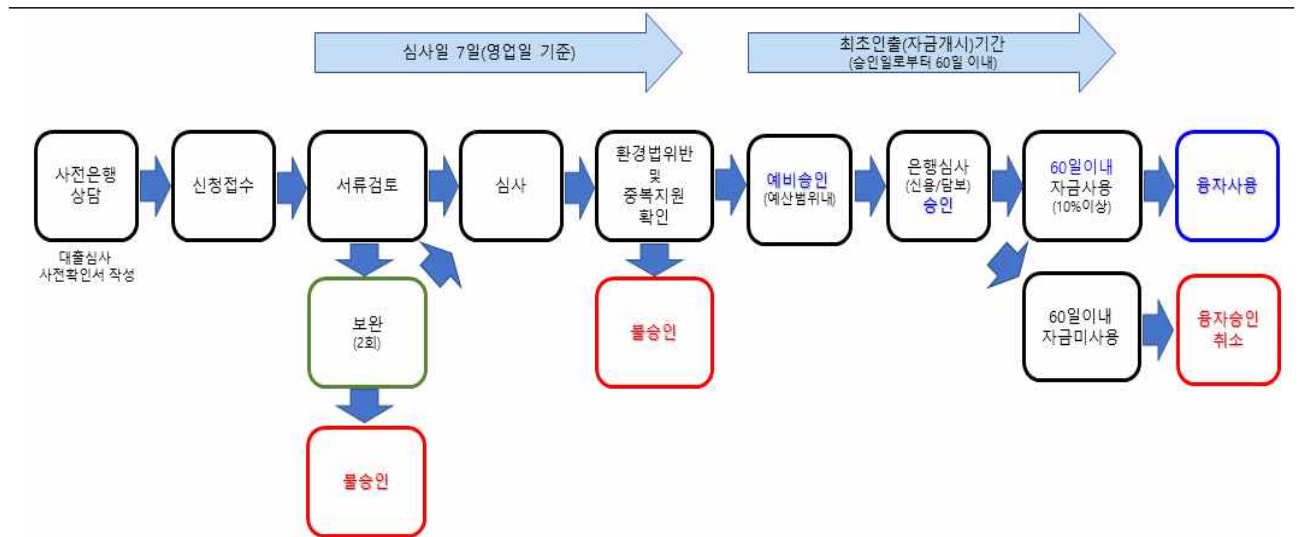 심사일 7일(영업일 기준)
최초인출(자금개시)기간
(승인일로부터 60일 이내)
사전은행
상담
대출심사
사전확인서 작성
신청접수
서류검토
심사
환경법위반
및
중복지원
확인
예비승인
(예산범위내)
은행심사
(신용/담보)
승인
60일이내
자금사용
(10%이상)
융자사용
보완
(2회)
불승인
60일이내
자금미사용
융자승인
취소
불승인